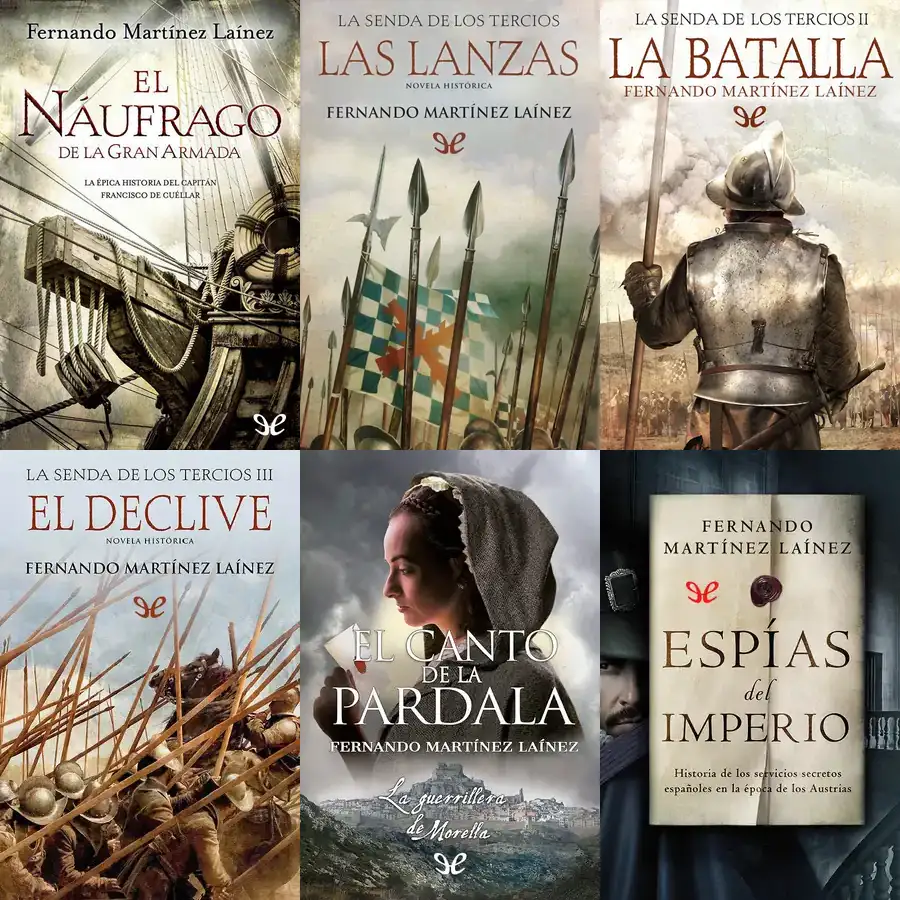 Fernando Martínez Laínez
EL
NÁUFRAGO
DE LA GRAN ARMADA
LA ÉPICA HISTORIA DEL CAPITÁN
FRANCISCO DE CUÉLLAR
LA SENDA DE LOS TERCIOS
LAS LANZAS
NOVELA HISTÓRICA
FERNANDO MARTÍNEZ LAÍNEZ
LA SENDA DE LOS TERCIOS II
LA BATALLA
FERNANDO MARTÍNEZ LAÍNEZ
LA SENDA DE LOS TERCIOS III
EL DECLIVE
NOVELA HISTÓRICA
FERNANDO MARTÍNEZ LAÍNEZ
EL CANTO
DE LA
PARDALA
FERNANDO MARTÍNEZ LAÍNEZ
La guerrillera
de Morella
FERNANDO
MARTÍNEZ LAÍNEZ
ESPÍAS
del
IMPERIO
Historia de los servicios secretos
españoles en la época de los Austrias